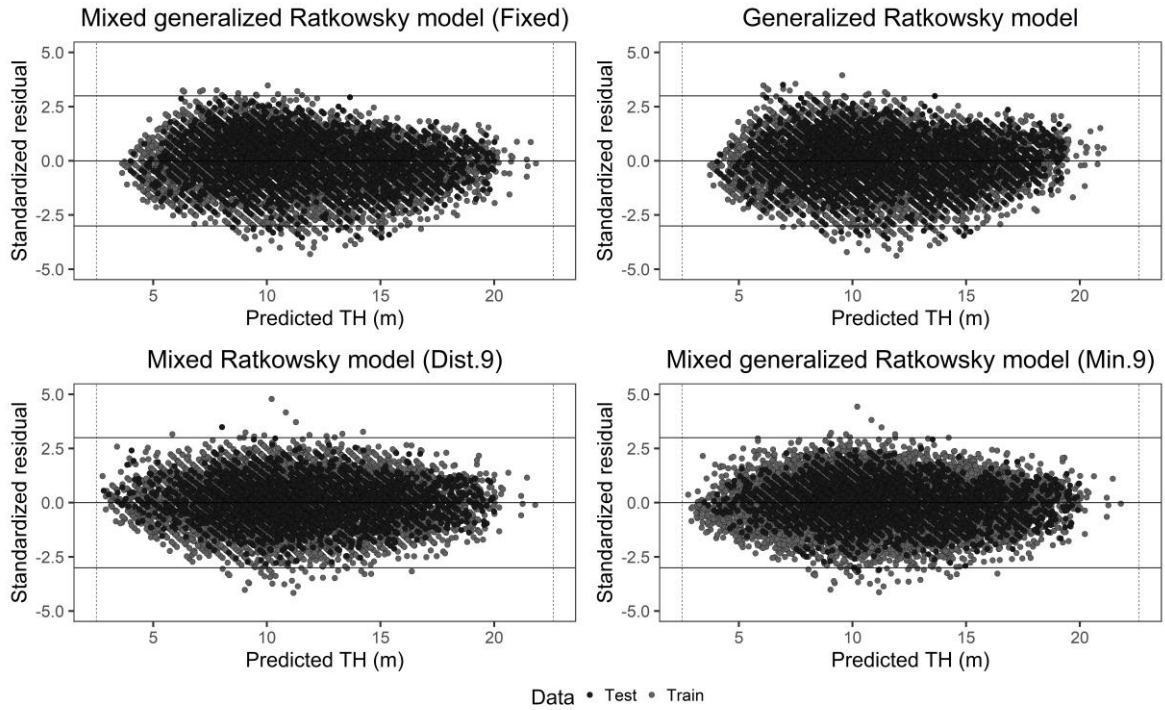 Mixed generalized Ratkowsky model (Fixed)
Generalized Ratkowsky model
5.0
2.5
0.0
-2.5
-5.0
Standardized residual
5 10 15 20
Predicted TH (m)
5.0
2.5
0.0
-2.5
-5.0
Standardized residual
5 10 15 20
Predicted TH (m)
Mixed Ratkowsky model (Dist.9)
Mixed generalized Ratkowsky model (Min.9)
5.0
2.5
0.0
-2.5
-5.0
Standardized residual
5 10 15 20
Predicted TH (m)
5.0
2.5
0.0
-2.5
-5.0
Standardized residual
5 10 15 20
Predicted TH (m)
Data Test Train